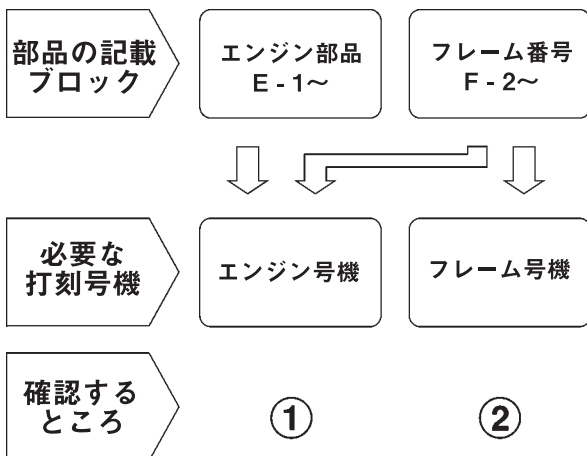 部品の記載
ブロック
エンジン部品
E - 1~
フレーム番号
F - 2~
必要な
打刻号機
エンジン号機
フレーム号機
確認する
ところ
①
②